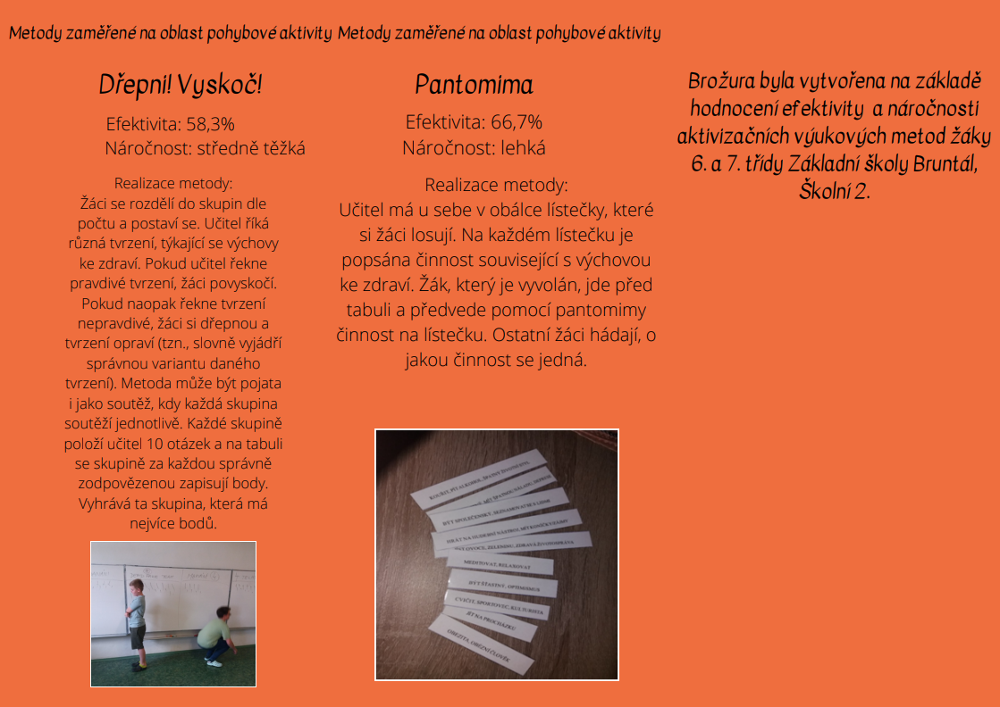 Metody zaměřené na oblast pohybové aktivity
Dřepni! Vyskoč!
Efektivita: 58,3%
Náročnost: středně těžká
Realizace metody:
Žáci se rozdělí do skupin dle
počtu a postaví se. Učitel říká
různá tvrzení, týkající se výchovy
ke zdraví. Pokud učitel řekne
pravdivé tvrzení, žáci povyskočí.
Pokud naopak řekne tvrzení
nepravdivé, žáci si dřepnou a
tvrzení opraví (tzn., slovně vyjádří
správnou variantu daného
tvrzení). Metoda může být pojata
i jako soutěž, kdy každá skupina
soutěží jednotlivě. Každé skupině
položí učitel 10 otázek a na tabuli
se skupině za každou správně
zodpovězenou zapisují body.
Vyhrává ta skupina, která má
nejvíce bodů.
Metody zaměřené na oblast pohybové aktivity
Pantomima
Efektivita: 66,7%
Náročnost: lehká
Realizace metody:
Učitel má u sebe v obálce lístečky, které
si žáci losují. Na každém lístečku je
popsána činnost související s výchovou
ke zdraví. Žák, který je vyvolán, jde před
tabuli a předvede pomocí pantomimy
činnost na lístečku. Ostatní žáci hádají, o
jakou činnost se jedná.
KOUŘIT, PÍT ALKOHOL, ŠPATNÉ ŽIVOTNÍ STYL
MÍT ŠPATNOU NÁLADU, DEPRESE
BÝT SPOLEČENSKÝ, SEZNAMOVAT SE S LIDMI
HRÁT NA HUDEBNÍ NÁSTROJ, MÍT KONÍČKY/ZÁJMY
OVOCE, ZELENINU, ZDRAVÁ ŽIVOTOSPRÁVA
MEDITOVAT, RELAXOVAT
BÝT ŠŤASTNÝ, OPTIMISMUS
CVIČIT, SPORTOVEC, KULTURISTA
JÍT NA PROCHÁZKU
OBEZITA, OBÉZNÍ ČLOVĚK
Brožura byla vytvořena na základě
hodnocení efektivity a náročnosti
aktivizačních výukových metod žáky
6. a 7. třídy Základní školy Bruntál,
Školní 2.